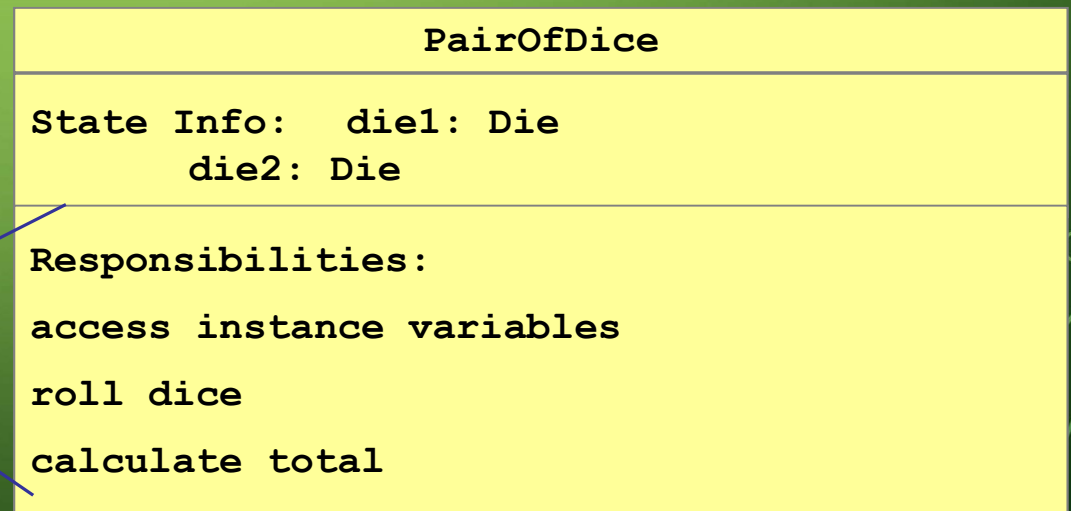 PairOfDice
State Info: die1: Die
die2: Die
Responsibilities:
access instance variables
roll dice
calculate total